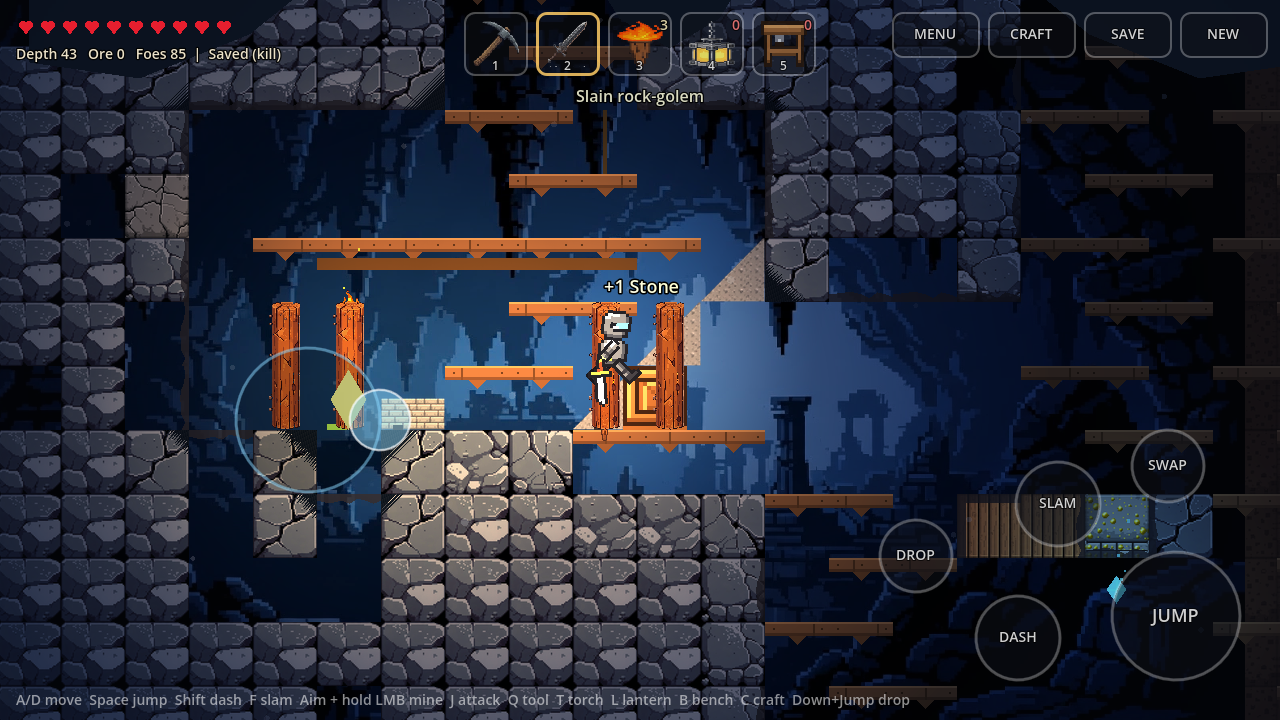 Depth 43 Ore 0 Foes 85 | Saved (kill)
1
2
3
3
0
4
0
5
MENU
CRAFT
SAVE
NEW
Slain rock-golem
+1 Stone
SWAP
SLAM
DROP
JUMP
DASH
A/D move Space jump Shift dash F slam Aim + hold LMB mine J attack Q tool T torch L lantern B bench C craft Down+Jump drop